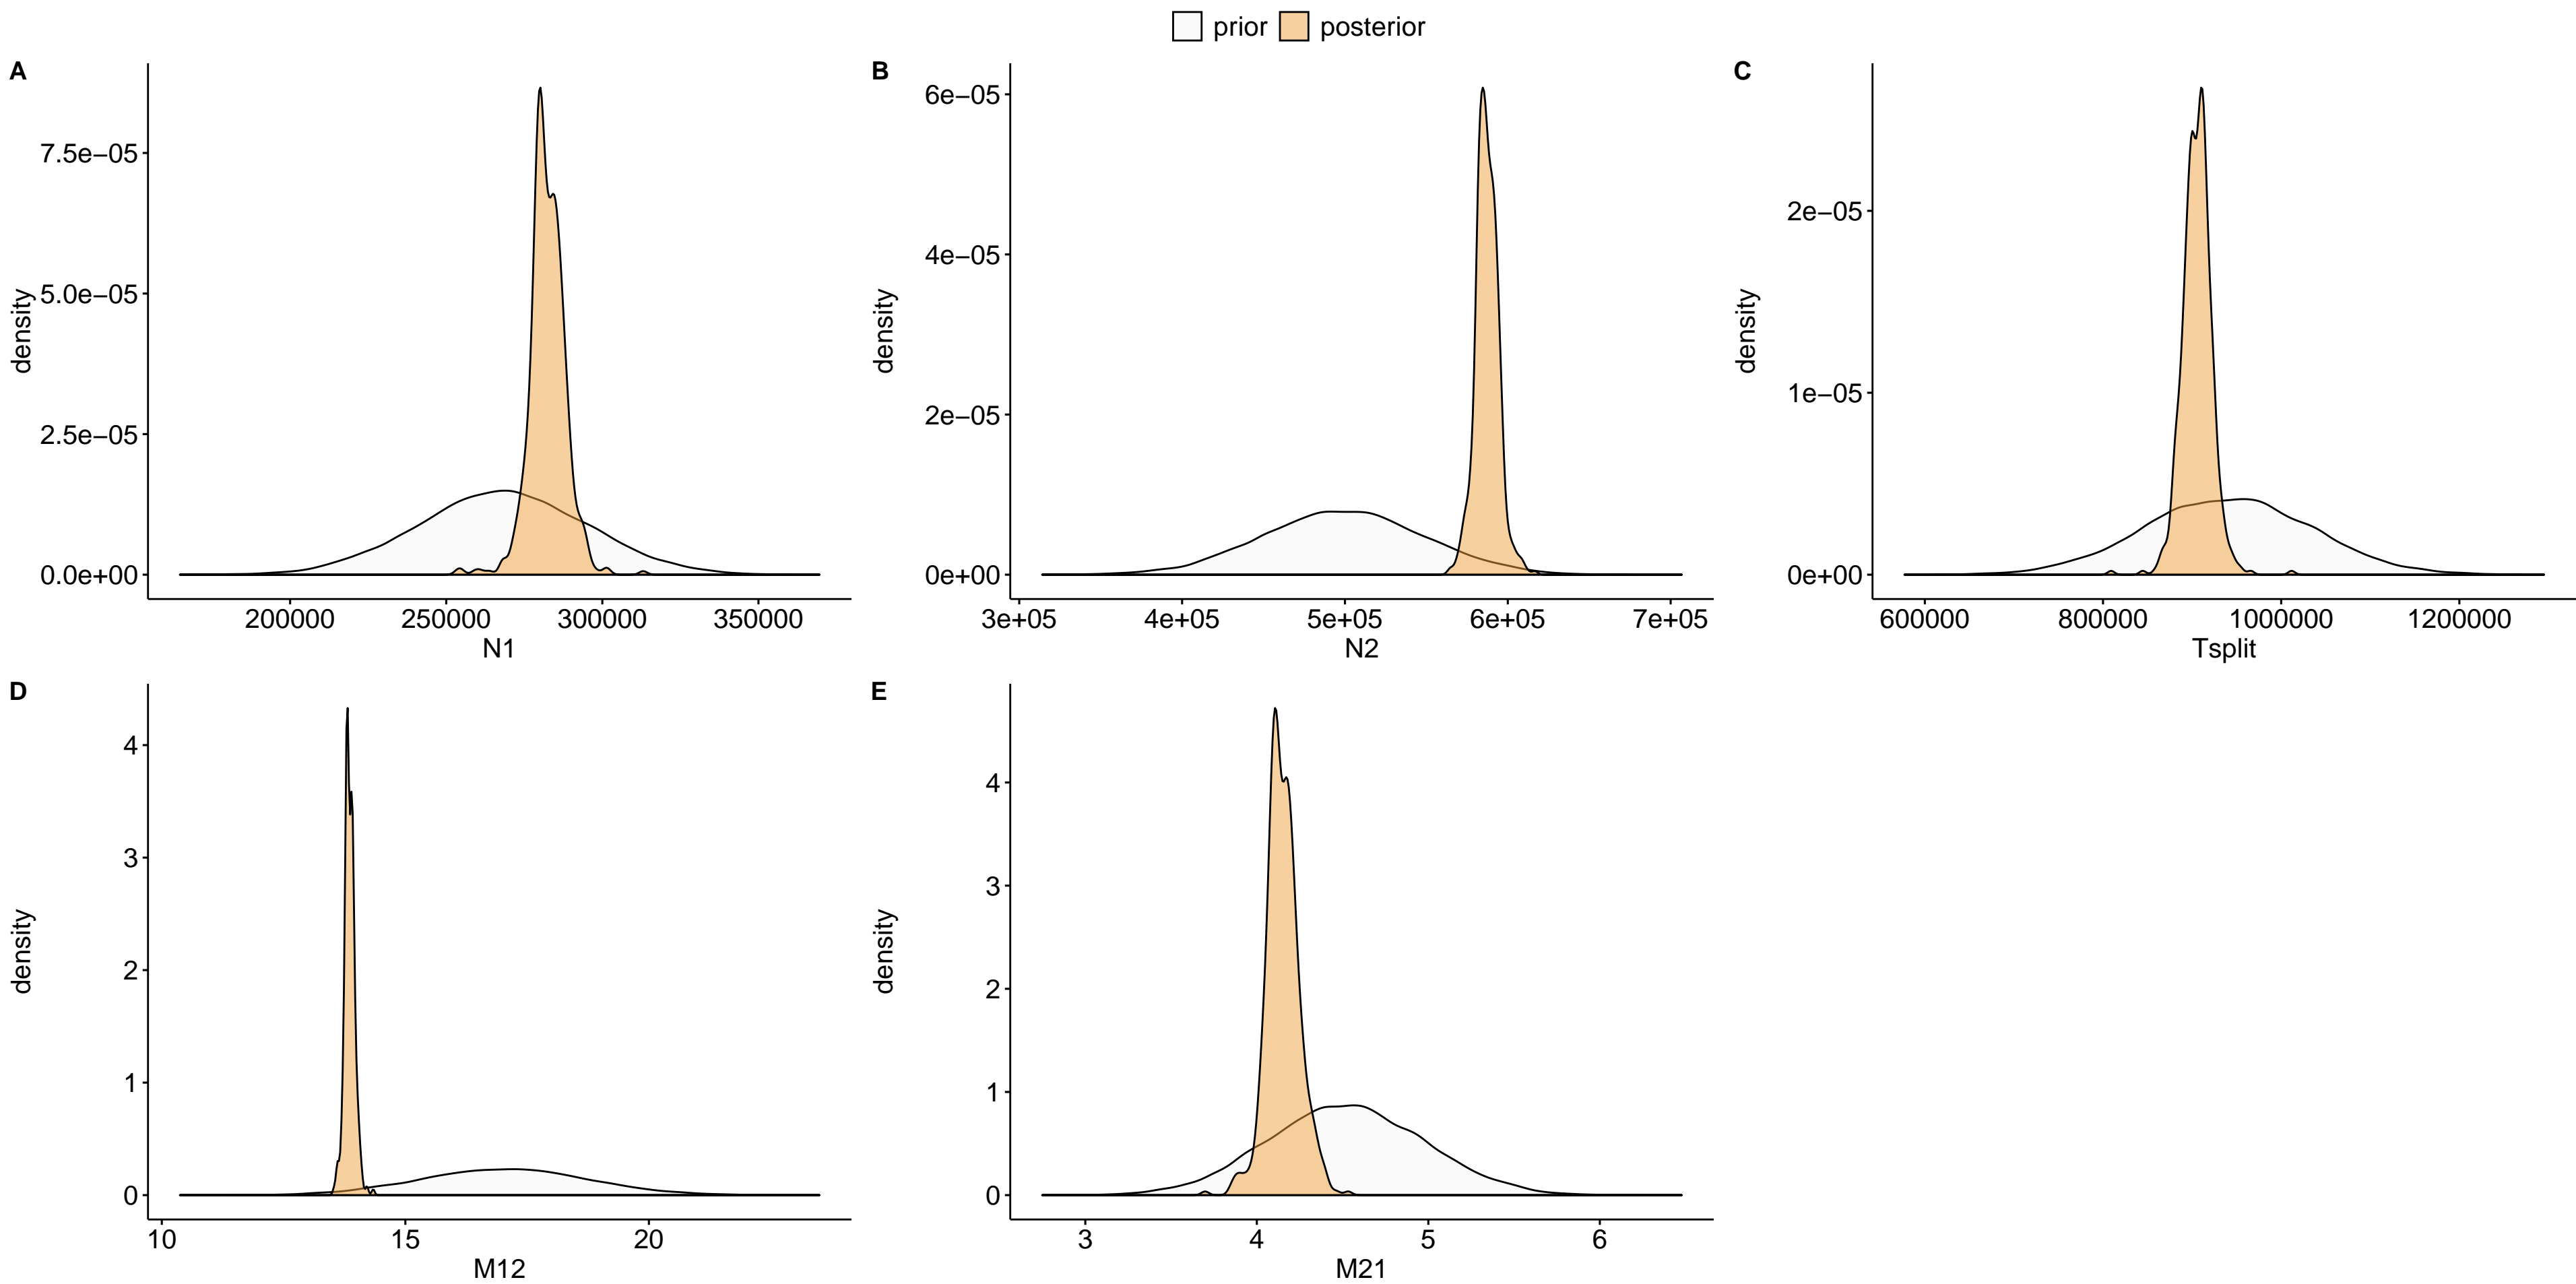 prior posterior
A
density
7.5e−05
5.0e−05
2.5e−05
0.0e+00
200000 250000 300000 350000
N1
B
density
6e−05
4e−05
2e−05
0e+00
3e+05 4e+05 5e+05 6e+05 7e+05
N2
C
density
2e−05
1e−05
0e+00
600000 800000 1000000 1200000
Tsplit
D
density
4
3
2
1
0
10 15 20
M12
E
density
4
3
2
1
0
3 4 5 6
M21